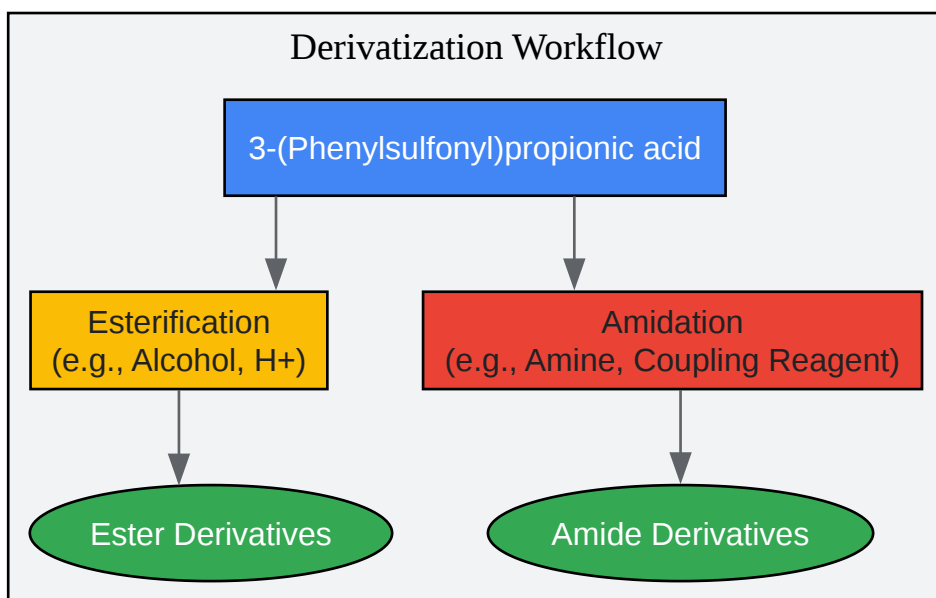 Derivatization Workflow
3-(Phenylsulfonyl)propionic acid
Esterification
(e.g., Alcohol, H+)
Amidation
(e.g., Amine, Coupling Reagent)
Ester Derivatives
Amide Derivatives